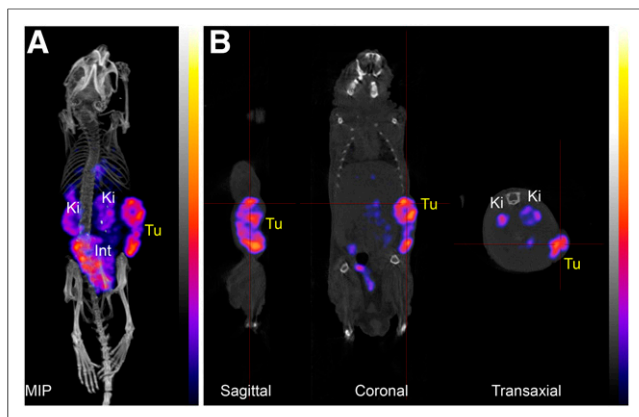 A
B
Ki
Ki
Tu
Int
MIP
Tu
Sagittal
Tu
Coronal
Ki
Ki
Tu
Transaxial